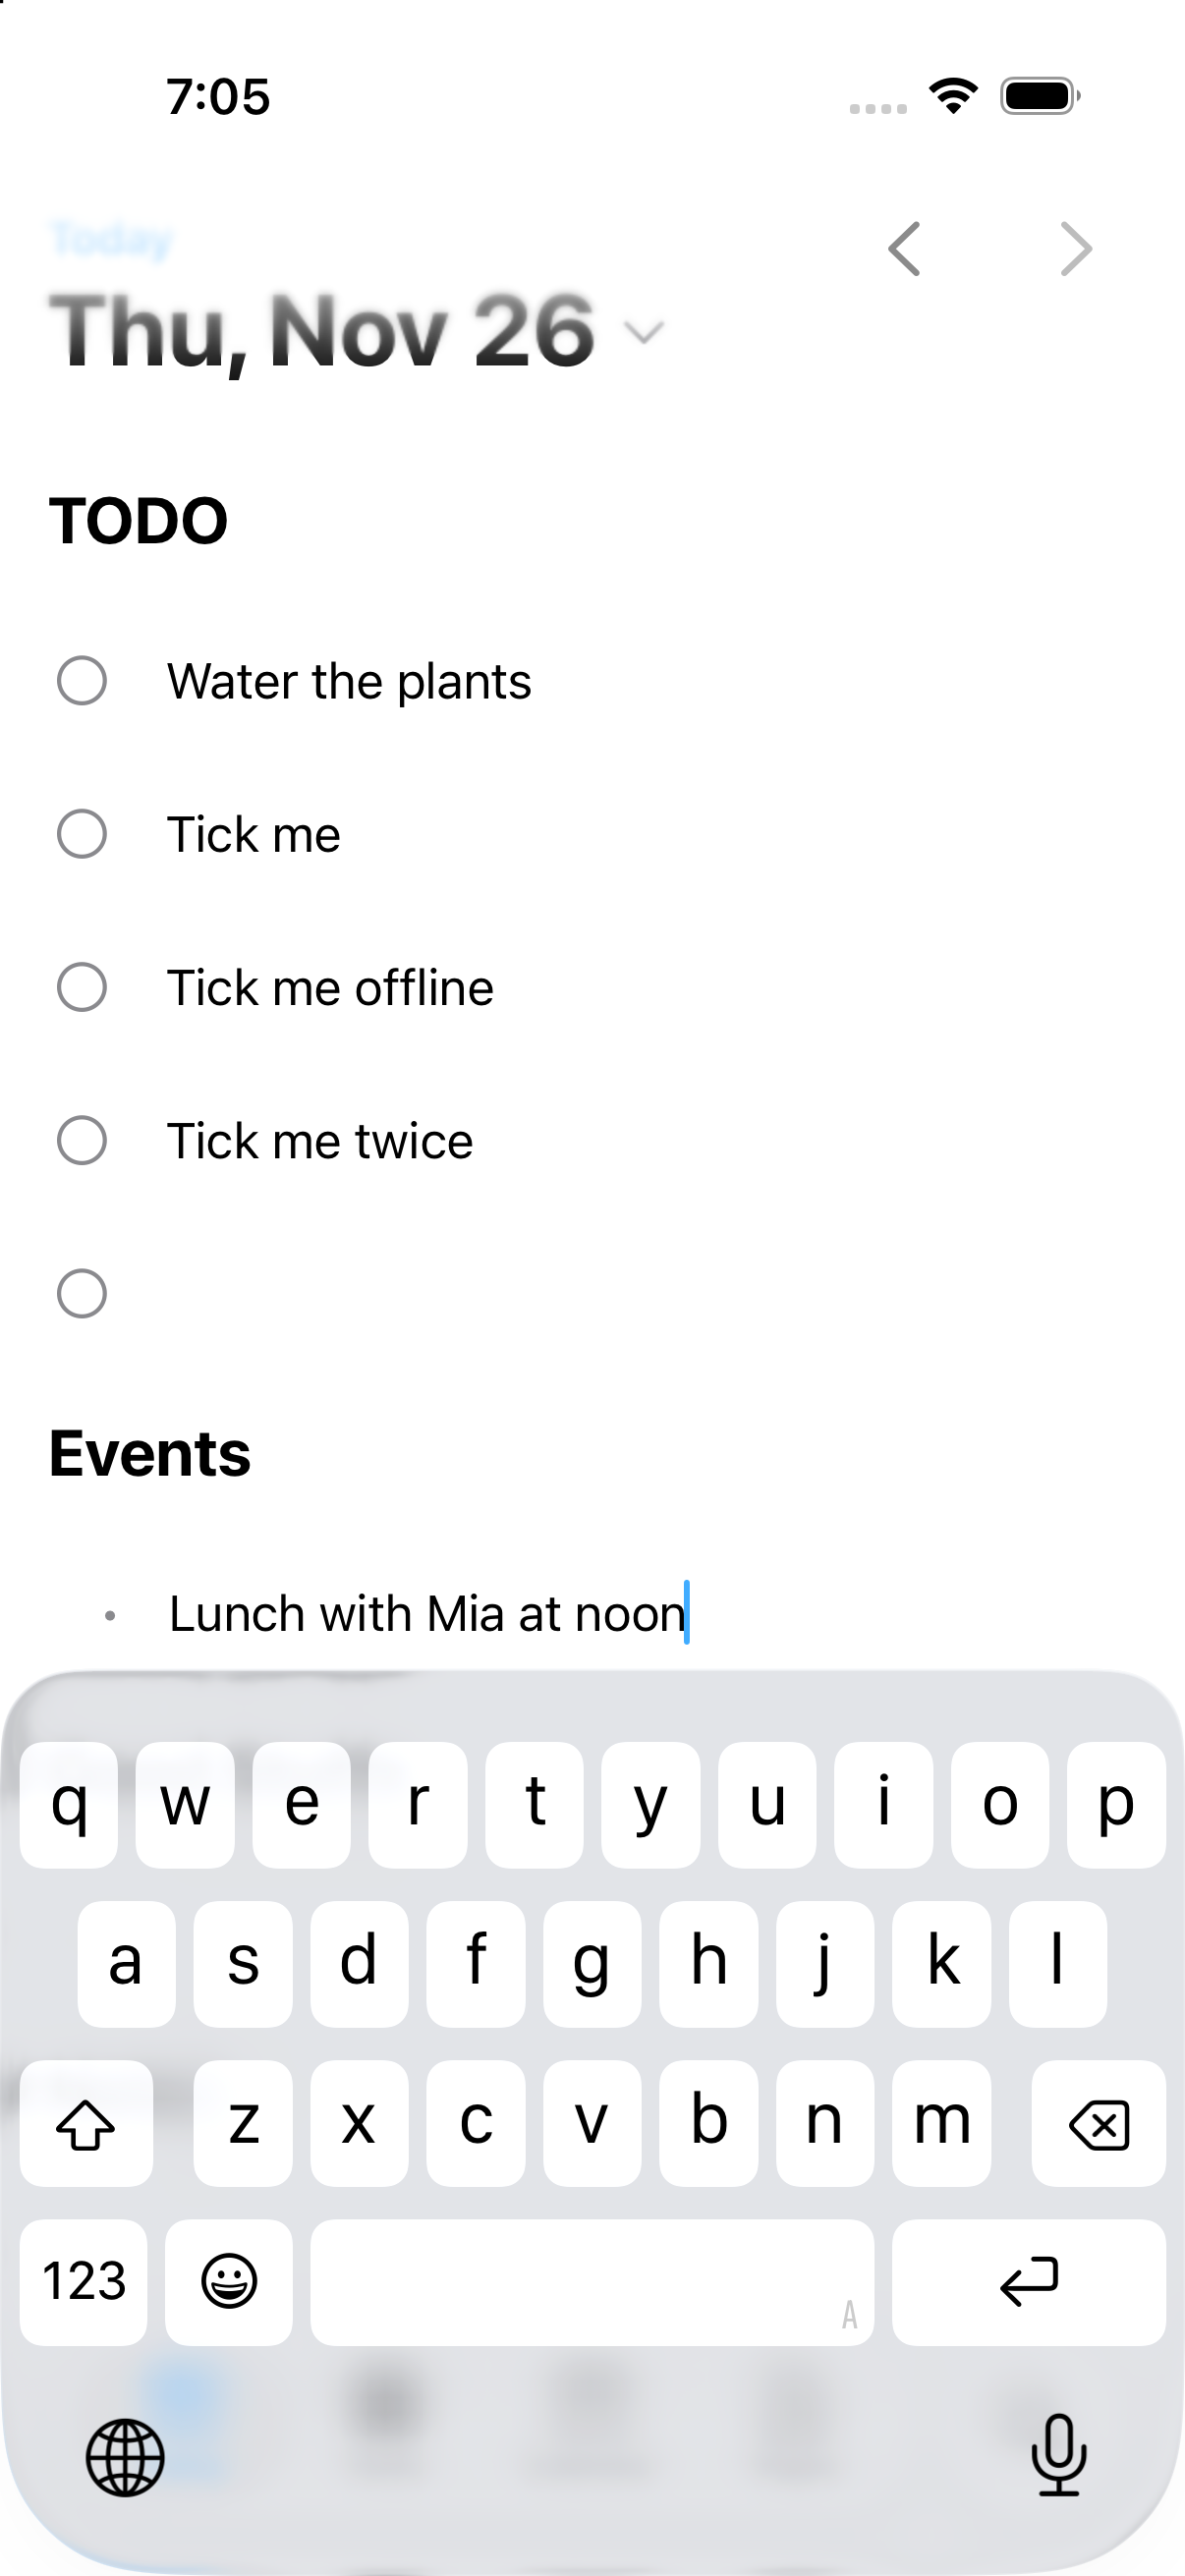 7:05
Today
Thu, Nov 26
TODO
Water the plants
Tick me
Tick me offline
Tick me twice
Events
Lunch with Mia at noon
q w e r t y u i o p
a s d f g h j k l
z x c v b n m
123
A